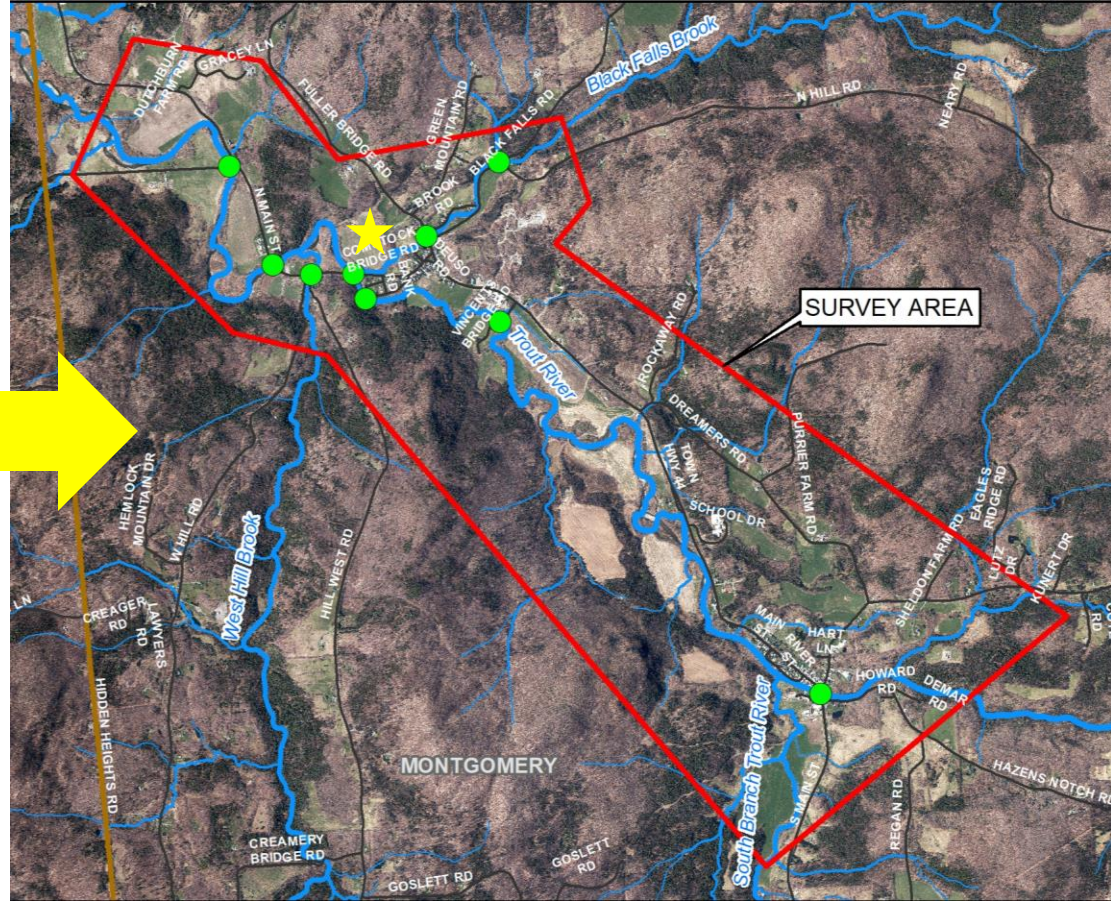 DUTCHBURN
FARM RD
GRACEY LN
FULLER BRIDGE RD
GREEN
MOUNTAIN RD
BLACK FALLS RD
Black Falls Brook
N HILL RD
NEARY RD
BROOK
RD
N MAIN ST
COMSTOCK
BRIDGE RD
DEUSO
RD
VINCENT
BRIDGE
Trout River
SURVEY AREA
ROCKAWAY RD
DREAMERS RD
PURRIER FARM RD
TOWN
HWY 44
SCHOOL DR
EAGLES
RIDGE RD
LUTZ
DR
KUNERT DR
SHELDON FARM RD
RD
HEMLOCK
MOUNTAIN DR
W HILL RD
West Hill Brook
HILL WEST RD
LN
CREAGER
RD
LAWYERS
RD
HIDDEN HEIGHTS RD
MAIN
ST
RIVER
ST
HART
LN
HOWARD
RD
DEMAR
RD
HAZENS NOTCH RD
REGAN RD
S MAIN ST
South Branch Trout River
MONTGOMERY
CREAMERY
BRIDGE RD
GOSLETT RD
GOSLETT
RD